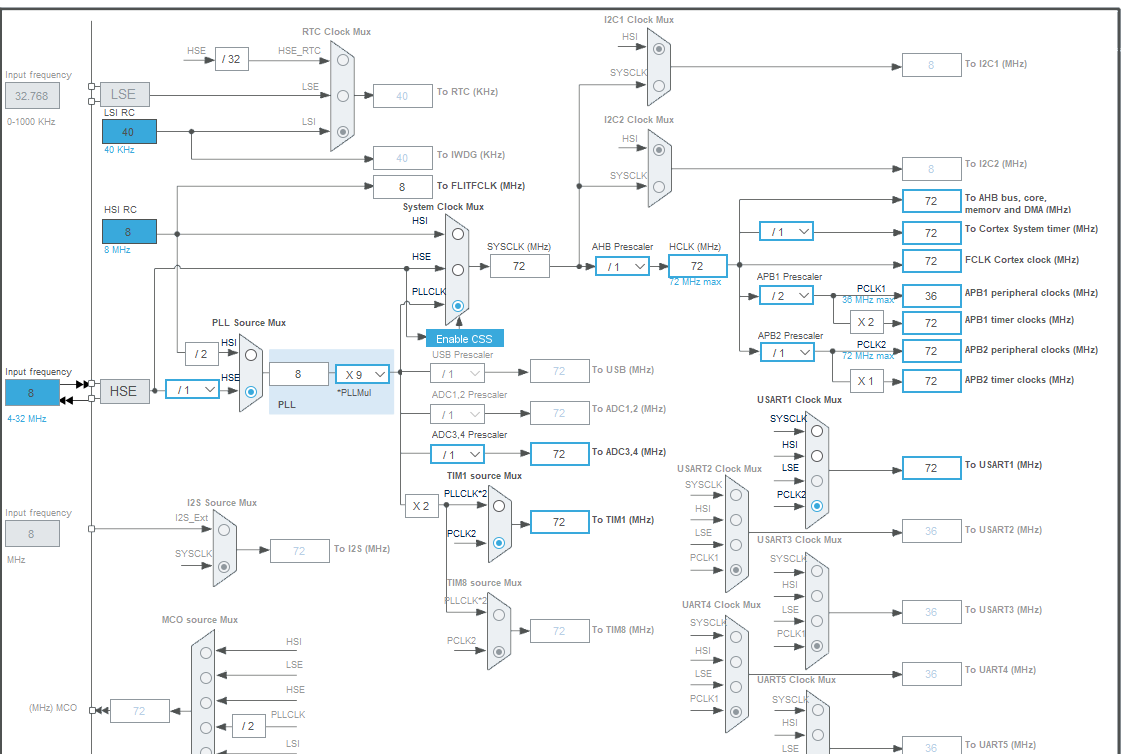 I2C1 Clock Mux
RTC Clock Mux
HSI
HSE
/ 32
HSE_RTC
To I2C1 (MHz)
8
Input frequency
SYSCLK
32.768
LSE
LSE
40
To RTC (KHz)
0-1000 KHz
LSI RC
I2C2 Clock Mux
40
LSI
HSI
40 KHz
40
To IWDG (KHz)
8
To I2C2 (MHz)
SYSCLK
8
To FLITFCLK (MHz)
System Clock Mux
72
To AHB bus, core,
memory and DMA (MHz)
HSI RC
HSI
8
/ 1
72
To Cortex System timer (MHz)
8 MHz
SYSCLK (MHz)
AHB Prescaler
HCLK (MHz)
HSE
72
/ 1
72
72
FCLK Cortex clock (MHz)
72 MHz max
APB1 Prescaler
PLLCLK
/ 2
PCLK1
36 MHz max
36
APB1 peripheral clocks (MHz)
PLL Source Mux
X 2
72
APB1 timer clocks (MHz)
Enable CSS
APB2 Prescaler
HSI
/ 2
USB Prescaler
/ 1
PCLK2
72 MHz max
72
APB2 peripheral clocks (MHz)
Input frequency
8
X 9
/ 1
72
To USB (MHz)
X 1
72
APB2 timer clocks (MHz)
8
HSE
/ 1
HSE
*PLLMul
ADC1,2 Prescaler
PLL
4-32 MHz
/ 1
72
To ADC1,2 (MHz)
USART1 Clock Mux
SYSCLK
ADC3,4 Prescaler
/ 1
72
To ADC3,4 (MHz)
HSI
TIM1 source Mux
USART2 Clock Mux
LSE
72
To USART1 (MHz)
SYSCLK
PLLCLK*2
PCLK2
I2S Source Mux
X 2
HSI
Input frequency
I2S_Ext
72
To TIM1 (MHz)
8
PCLK2
LSE
36
To USART2 (MHz)
SYSCLK
72
To I2S (MHz)
USART3 Clock Mux
MHz
PCLK1
SYSCLK
TIM8 source Mux
HSI
PLLCLK*2
UART4 Clock Mux
LSE
36
To USART3 (MHz)
MCO source Mux
SYSCLK
72
To TIM8 (MHz)
PCLK1
HSI
PCLK2
HSI
LSE
LSE
36
To UART4 (MHz)
UART5 Clock Mux
HSE
PCLK1
SYSCLK
(MHz) MCO
72
PLLCLK
/ 2
HSI
LSI
LSE
36
To UART5 (MHz)